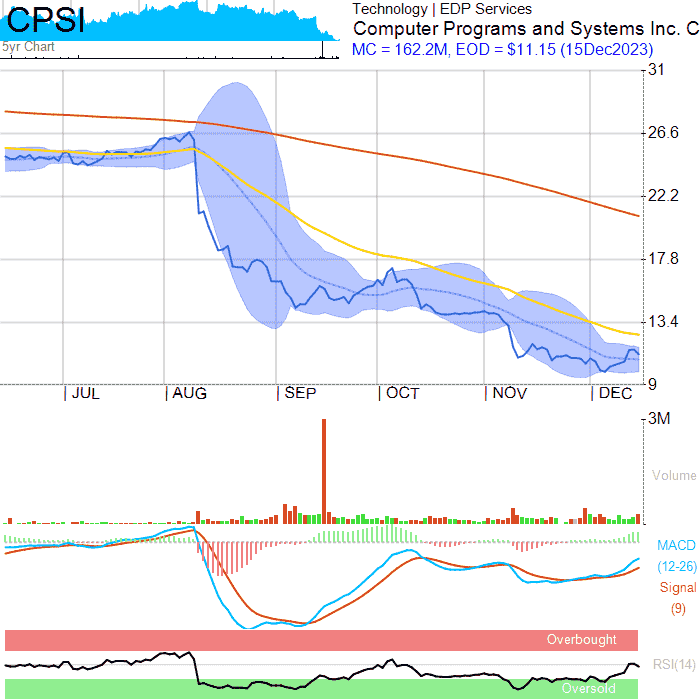 CPSI
5yr Chart
Technology | EDP Services
Computer Programs and Systems Inc. C
MC = 162.2M, EOD = $11.15 (15Dec2023)
31
26.6
22.2
17.8
13.4
9
JUL
AUG
SEP
OCT
NOV
DEC
3M
Volume
MACD
(12-26)
Signal
(9)
Overbought
RSI(14)
Oversold